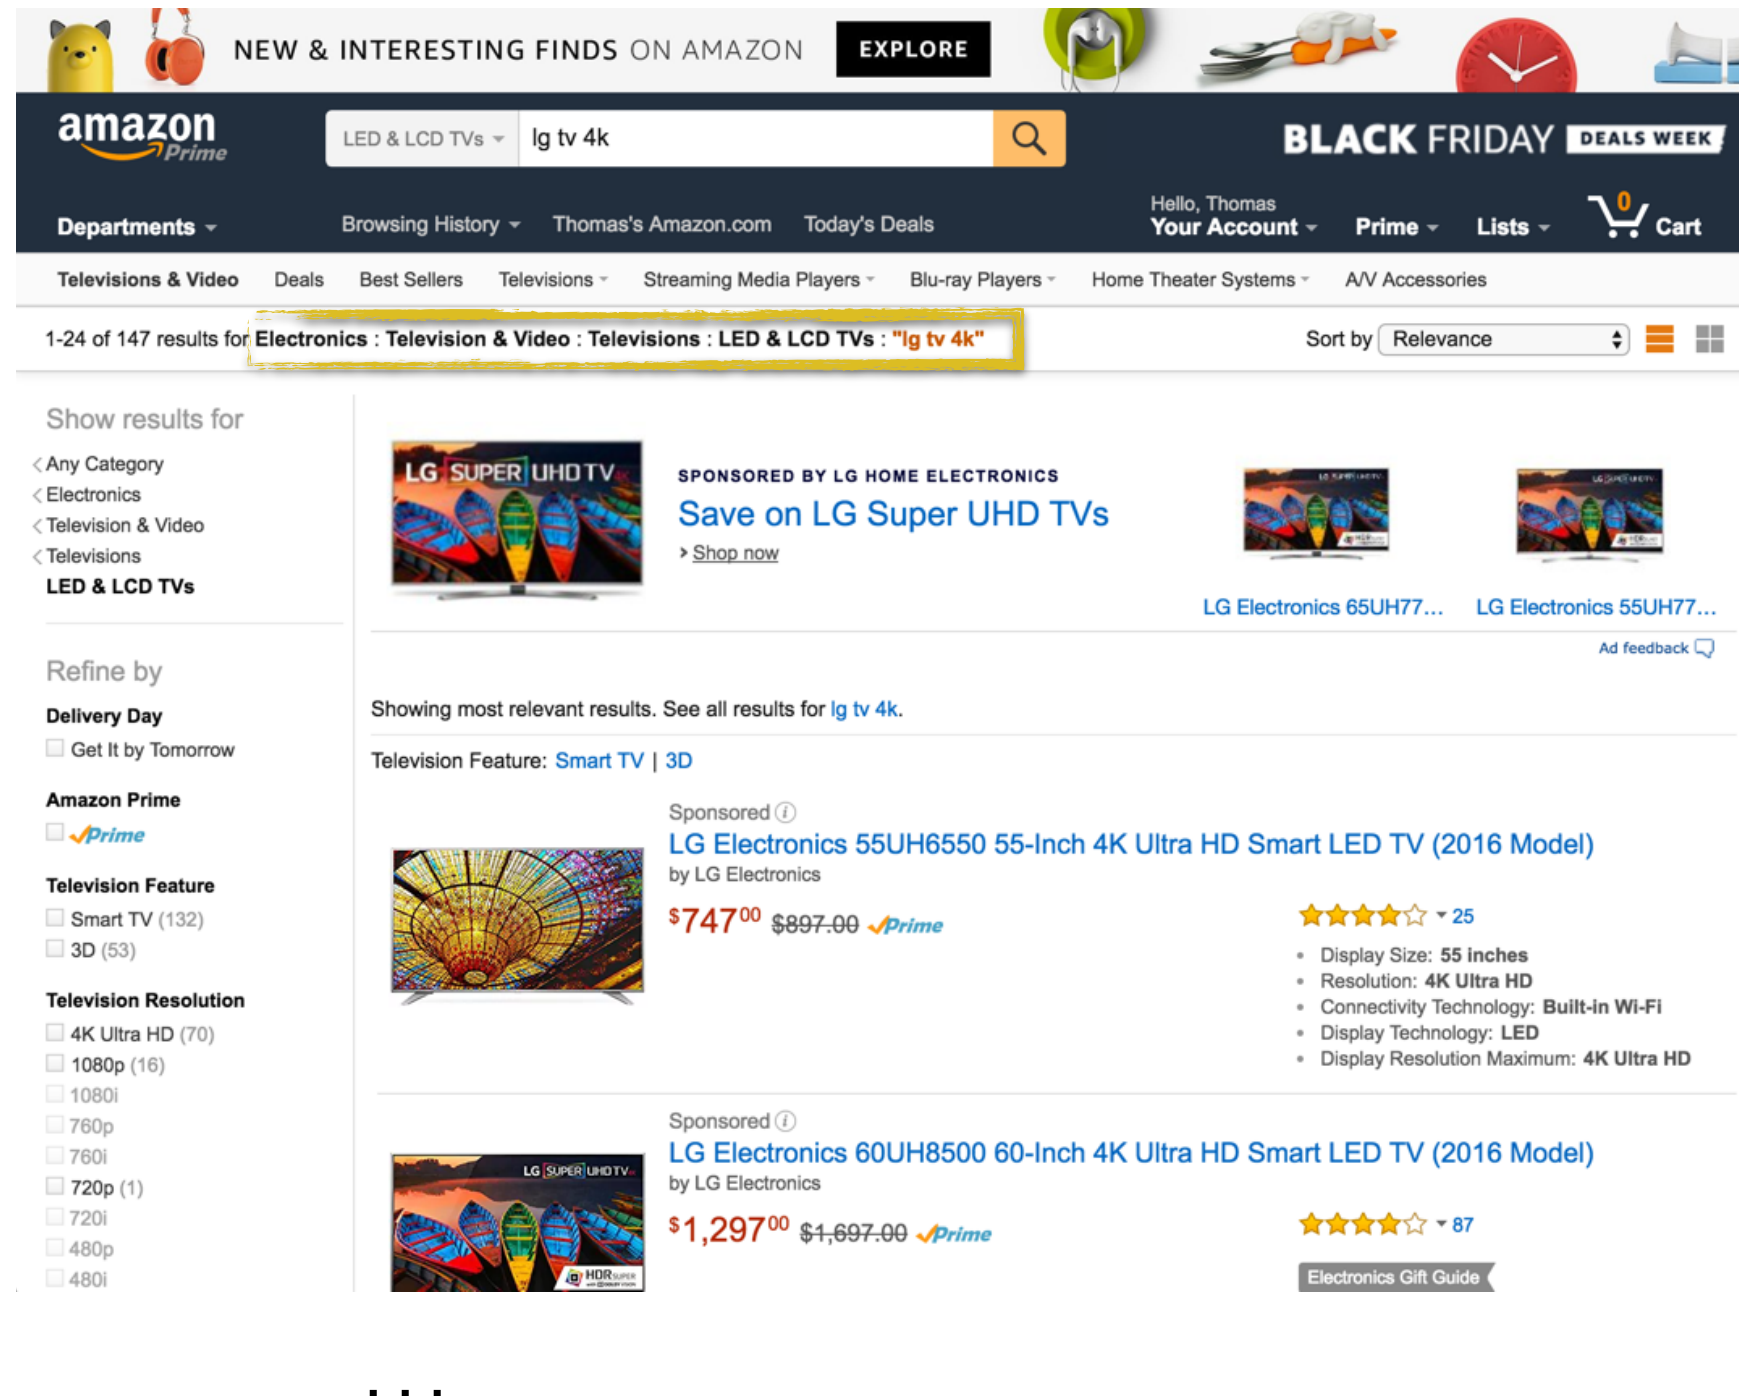 NEW & INTERESTING FINDS ON AMAZON EXPLORE
amazon Prime
LED & LCD TVs lg tv 4k
BLACK FRIDAY DEALS WEEK
Departments Browsing History Thomas's Amazon.com Today's Deals
Hello, Thomas
Your Account Prime Lists 0 Cart
Televisions & Video Deals Best Sellers Televisions Streaming Media Players Blu-ray Players Home Theater Systems A/V Accessories
1-24 of 147 results for Electronics : Television & Video : Televisions : LED & LCD TVs : "lg tv 4k" Sort by Relevance
Show results for
Any Category
Electronics
Television & Video
Televisions
LED & LCD TVs
Refine by
Delivery Day
Get It by Tomorrow
Amazon Prime
Prime
Television Feature
Smart TV (132)
3D (53)
Television Resolution
4K Ultra HD (70)
1080p (16)
1080i
760p
760i
720p (1)
720i
480p
480i
LG SUPER UHD TV
SPONSORED BY LG HOME ELECTRONICS
Save on LG Super UHD TVs
› Shop now
LG Electronics 65UH77... LG Electronics 55UH77...
Ad feedback
Showing most relevant results. See all results for lg tv 4k.
Television Feature: Smart TV | 3D
Sponsored
LG Electronics 55UH6550 55-Inch 4K Ultra HD Smart LED TV (2016 Model)
by LG Electronics
$747 00 $897.00 Prime
25
Display Size: 55 inches
Resolution: 4K Ultra HD
Connectivity Technology: Built-in Wi-Fi
Display Technology: LED
Display Resolution Maximum: 4K Ultra HD
Sponsored
LG Electronics 60UH8500 60-Inch 4K Ultra HD Smart LED TV (2016 Model)
by LG Electronics
LG SUPER UHD TV
HDR SUPER
$1,297 00 $1,697.00 Prime
87
Electronics Gift Guide